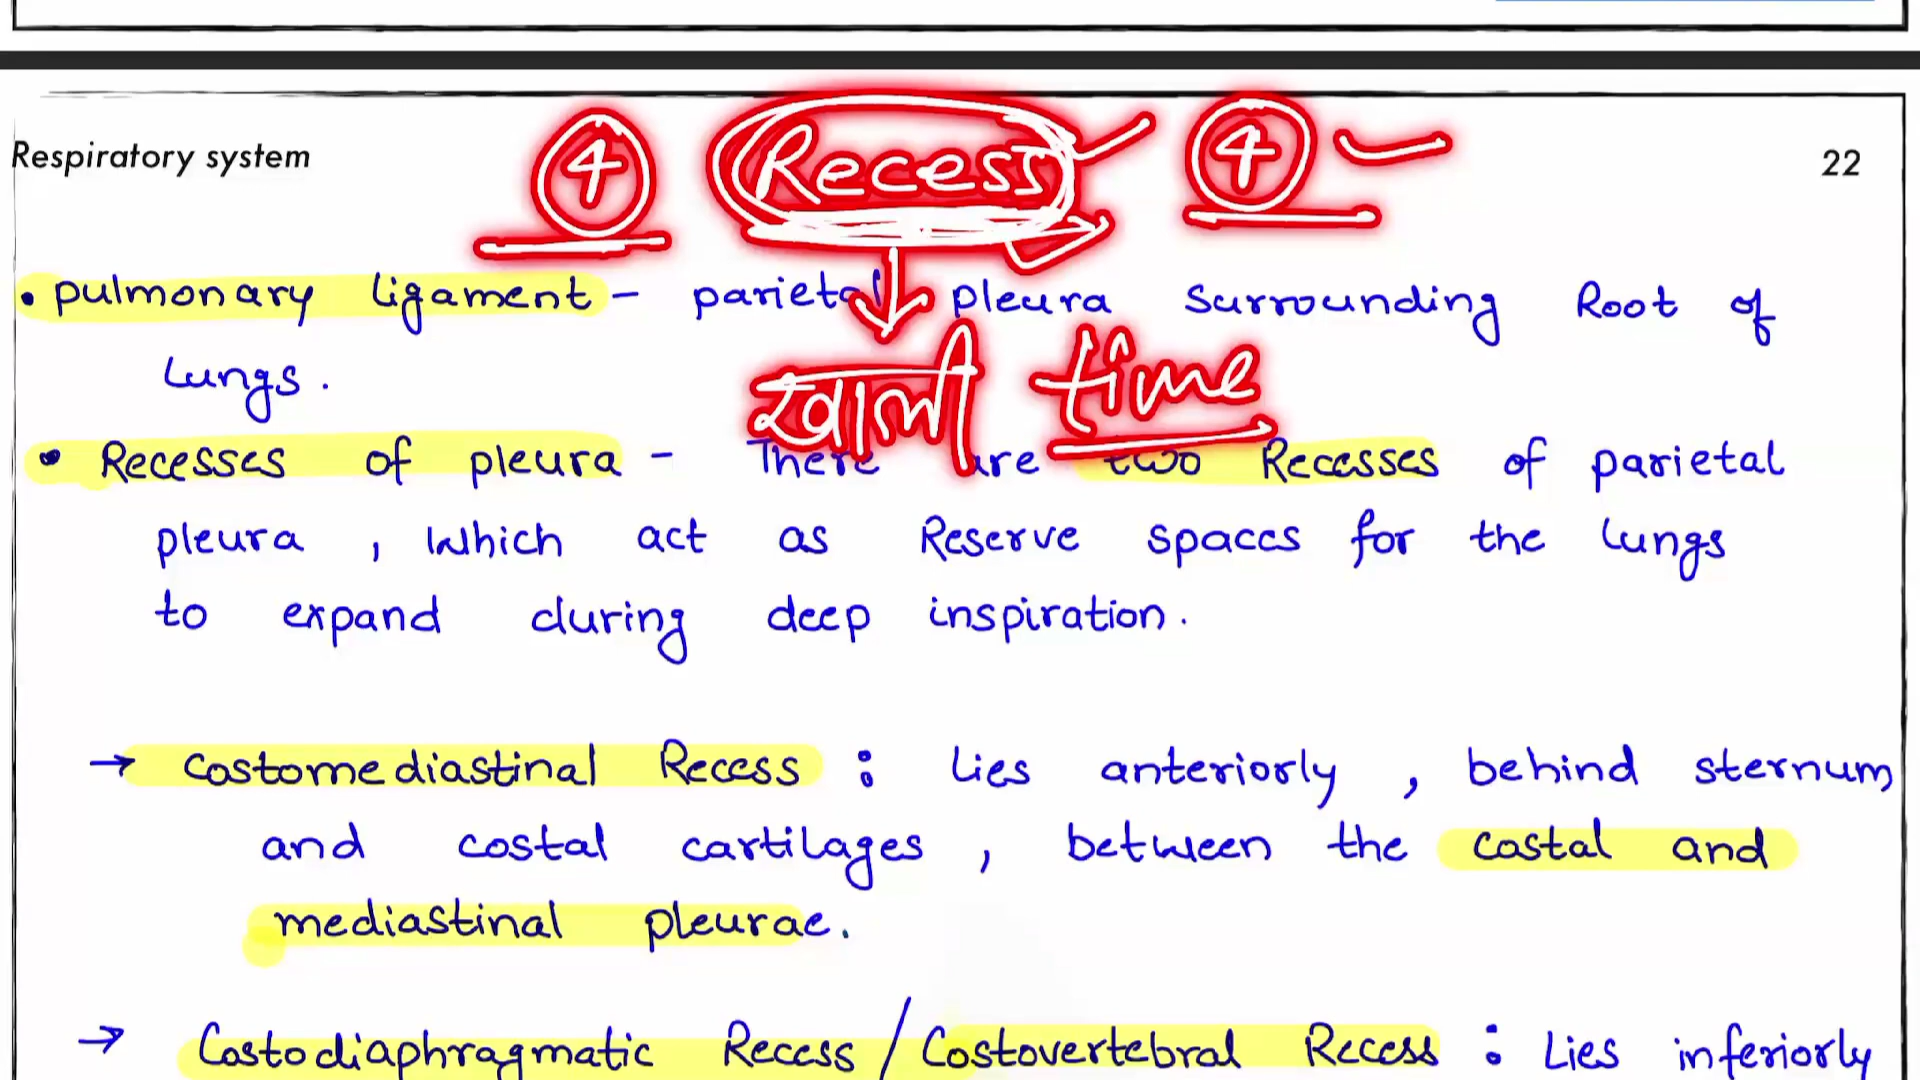 Respiratory system
④ Recess ④
22
• pulmonary ligament – parietal pleura surrounding Root of
Lungs.
खाली time
• Recesses of pleura – There are two Recesses of parietal
pleura, which act as Reserve spaces for the lungs
to expand during deep inspiration.
→ Costomediastinal Recess : Lies anteriorly, behind sternum
and costal cartilages, between the costal and
mediastinal pleurae.
→ Costodiaphragmatic Recess / Costovertebral Recess : Lies inferiorly